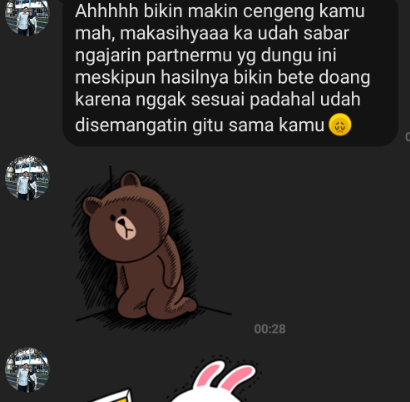 Ahhhhh bikin makin cengeng kamu
mah, makasihyaaa ka udah sabar
ngajarin partnermu yg dungu ini
meskipun hasilnya bikin bete doang
karena nggak sesuai padahal udah
disemangatin gitu sama kamu
00:28